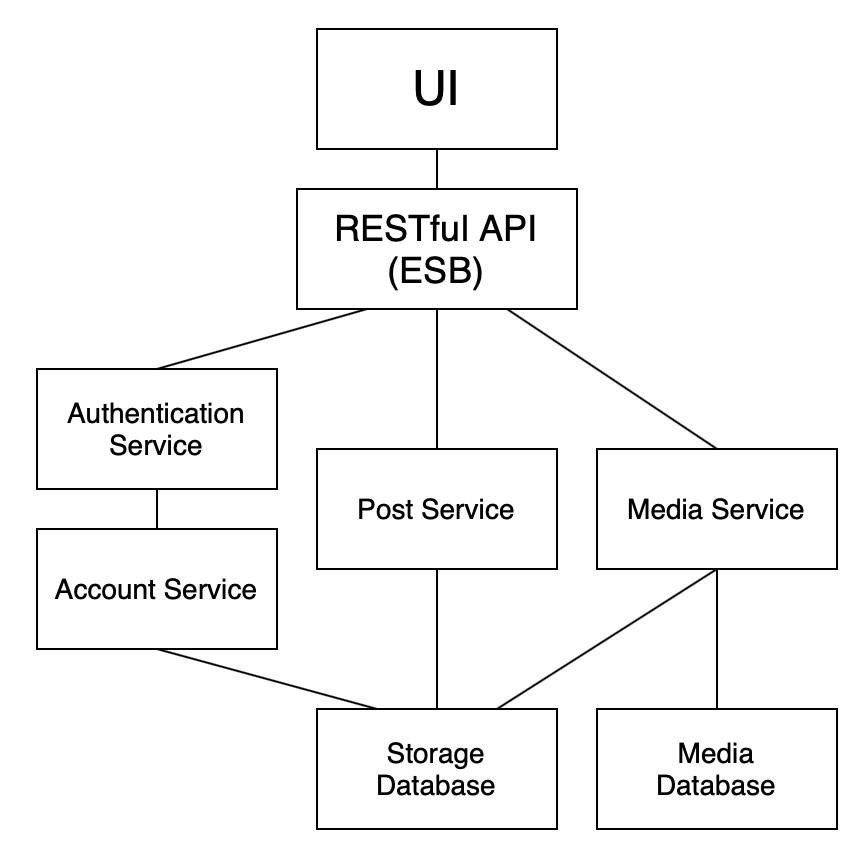 UI
RESTful API
(ESB)
Authentication
Service
Post Service
Media Service
Account Service
Storage
Database
Media
Database